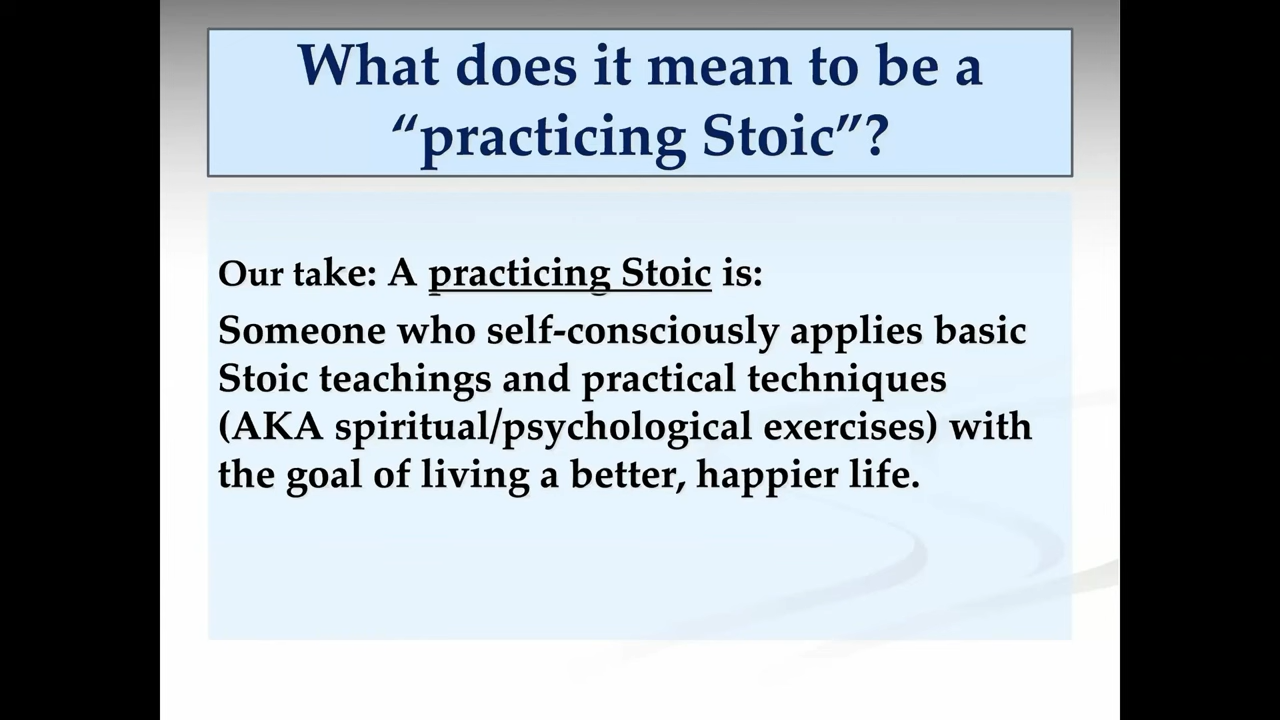 What does it mean to be a
“practicing Stoic”?
Our take: A practicing Stoic is:
Someone who self-consciously applies basic
Stoic teachings and practical techniques
(AKA spiritual/psychological exercises) with
the goal of living a better, happier life.